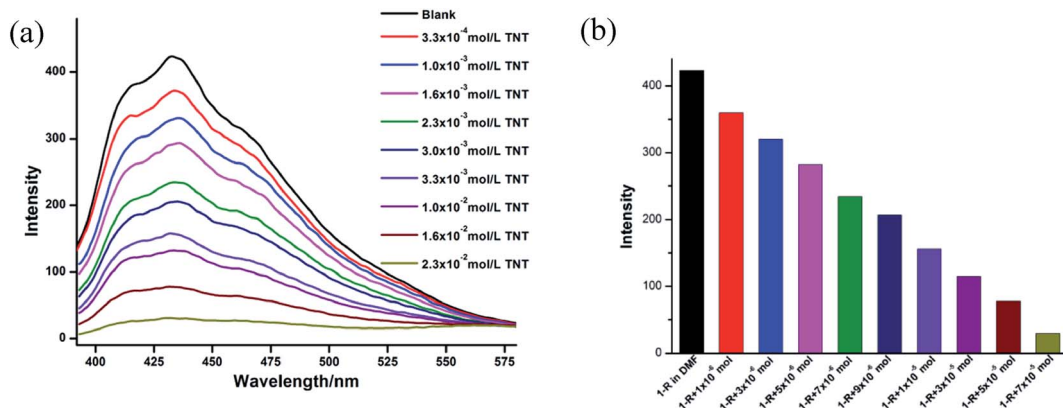 (a)
Blank
3.3x10⁻⁴mol/L TNT
1.0x10⁻³mol/L TNT
1.6x10⁻³mol/L TNT
2.3x10⁻³mol/L TNT
3.0x10⁻³mol/L TNT
3.3x10⁻³mol/L TNT
1.0x10⁻²mol/L TNT
1.6x10⁻²mol/L TNT
2.3x10⁻²mol/L TNT
400
300
200
100
0
Intensity
400 425 450 475 500 525 550 575
Wavelength/nm
(b)
400
300
200
100
0
Intensity
1-R in DMF
1-R+1x10⁻⁶ mol
1-R+3x10⁻⁶ mol
1-R+5x10⁻⁶ mol
1-R+7x10⁻⁶ mol
1-R+9x10⁻⁶ mol
1-R+1x10⁻⁵ mol
1-R+3x10⁻⁵ mol
1-R+5x10⁻⁵ mol
1-R+7x10⁻⁵ mol